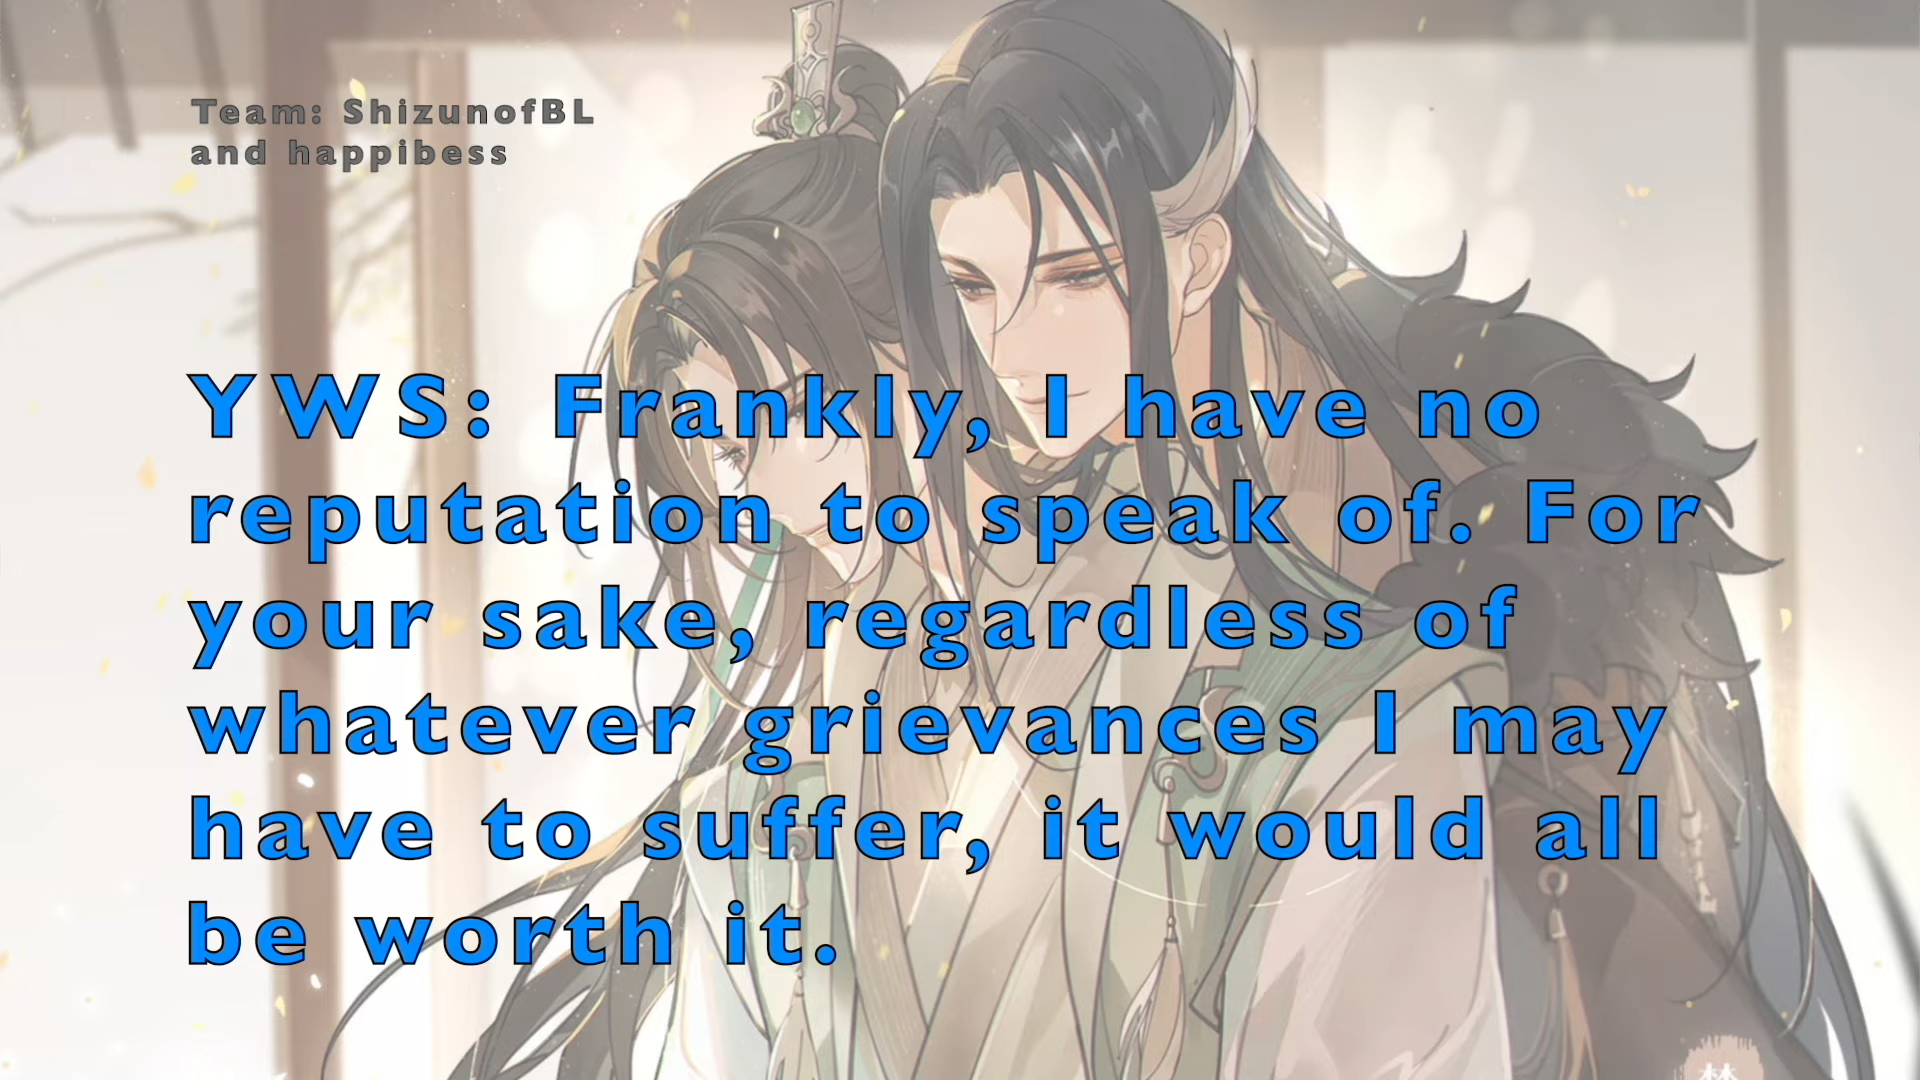 Team: ShizunofBL
and happibess
YWS: Frankly, I have no
reputation to speak of. For
your sake, regardless of
whatever grievances I may
have to suffer, it would all
be worth it.